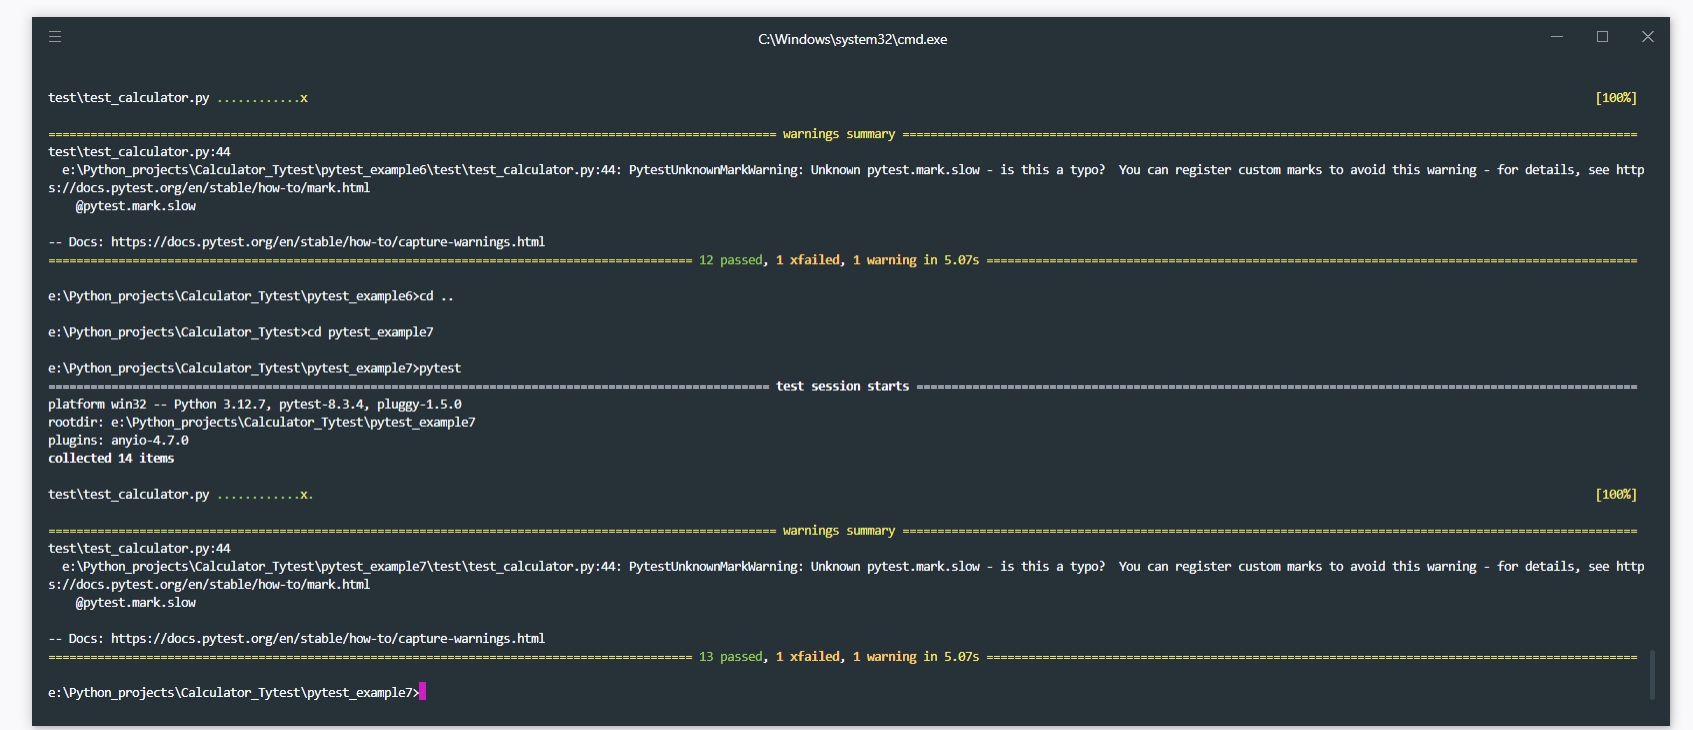 C:\Windows\system32\cmd.exe
test\test_calculator.py ............x [100%]
======================================================================================================== warnings summary =========================================================================================================
test\test_calculator.py:44
  e:\Python_projects\Calculator_Tytest\pytest_example6\test\test_calculator.py:44: PytestUnknownMarkWarning: Unknown pytest.mark.slow - is this a typo?  You can register custom marks to avoid this warning - for details, see http
s://docs.pytest.org/en/stable/how-to/mark.html
    @pytest.mark.slow
-- Docs: https://docs.pytest.org/en/stable/how-to/capture-warnings.html
============================================================================================ 12 passed, 1 xfailed, 1 warning in 5.07s =============================================================================================
e:\Python_projects\Calculator_Tytest\pytest_example6>cd ..
e:\Python_projects\Calculator_Tytest>cd pytest_example7
e:\Python_projects\Calculator_Tytest\pytest_example7>pytest
======================================================================================================= test session starts =======================================================================================================
platform win32 -- Python 3.12.7, pytest-8.3.4, pluggy-1.5.0
rootdir: e:\Python_projects\Calculator_Tytest\pytest_example7
plugins: anyio-4.7.0
collected 14 items
test\test_calculator.py ............x. [100%]
======================================================================================================== warnings summary =========================================================================================================
test\test_calculator.py:44
  e:\Python_projects\Calculator_Tytest\pytest_example7\test\test_calculator.py:44: PytestUnknownMarkWarning: Unknown pytest.mark.slow - is this a typo?  You can register custom marks to avoid this warning - for details, see http
s://docs.pytest.org/en/stable/how-to/mark.html
    @pytest.mark.slow
-- Docs: https://docs.pytest.org/en/stable/how-to/capture-warnings.html
============================================================================================ 13 passed, 1 xfailed, 1 warning in 5.07s =============================================================================================
e:\Python_projects\Calculator_Tytest\pytest_example7>